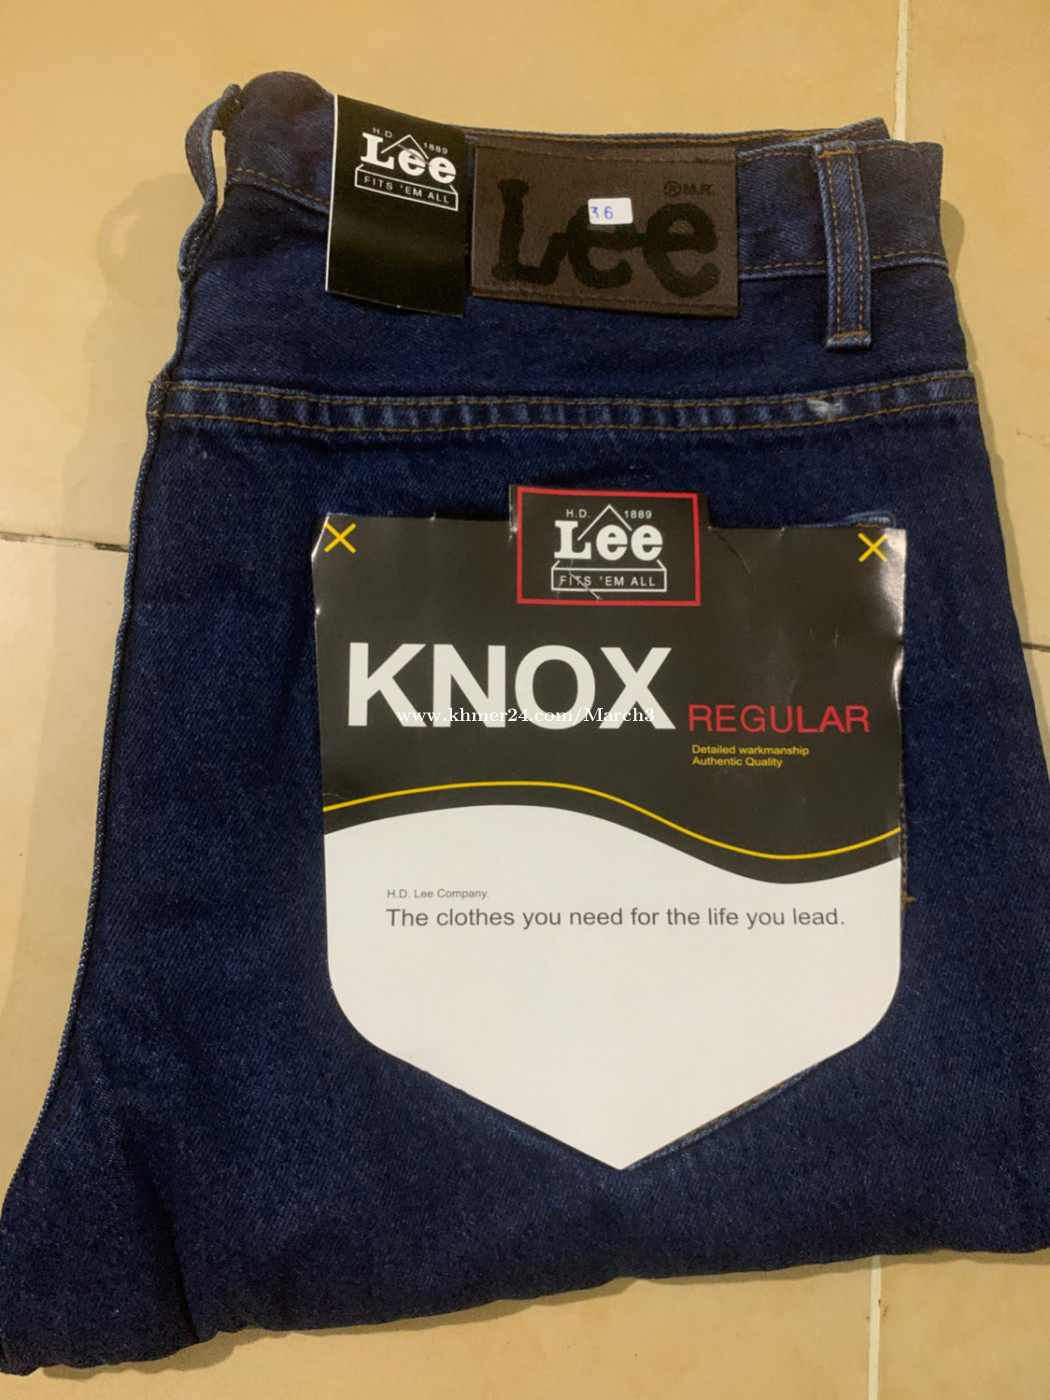 H.D. 1889
Lee
FITS 'EM ALL
® M.R.
Lee
36
H.D. 1889
Lee
FITS 'EM ALL
KNOX REGULAR
www.khmer24.com/March3
Detailed warkmanship
Authentic Quality
H.D. Lee Company.
The clothes you need for the life you lead.